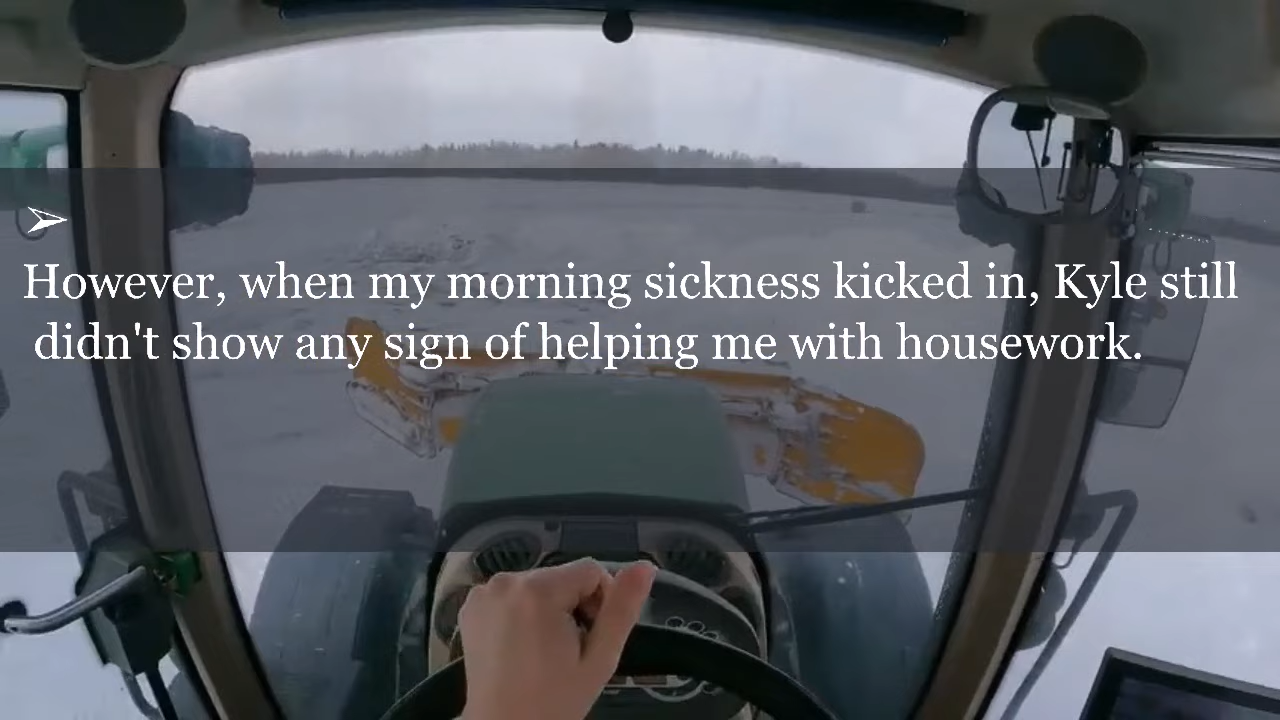 However, when my morning sickness kicked in, Kyle still
didn't show any sign of helping me with housework.